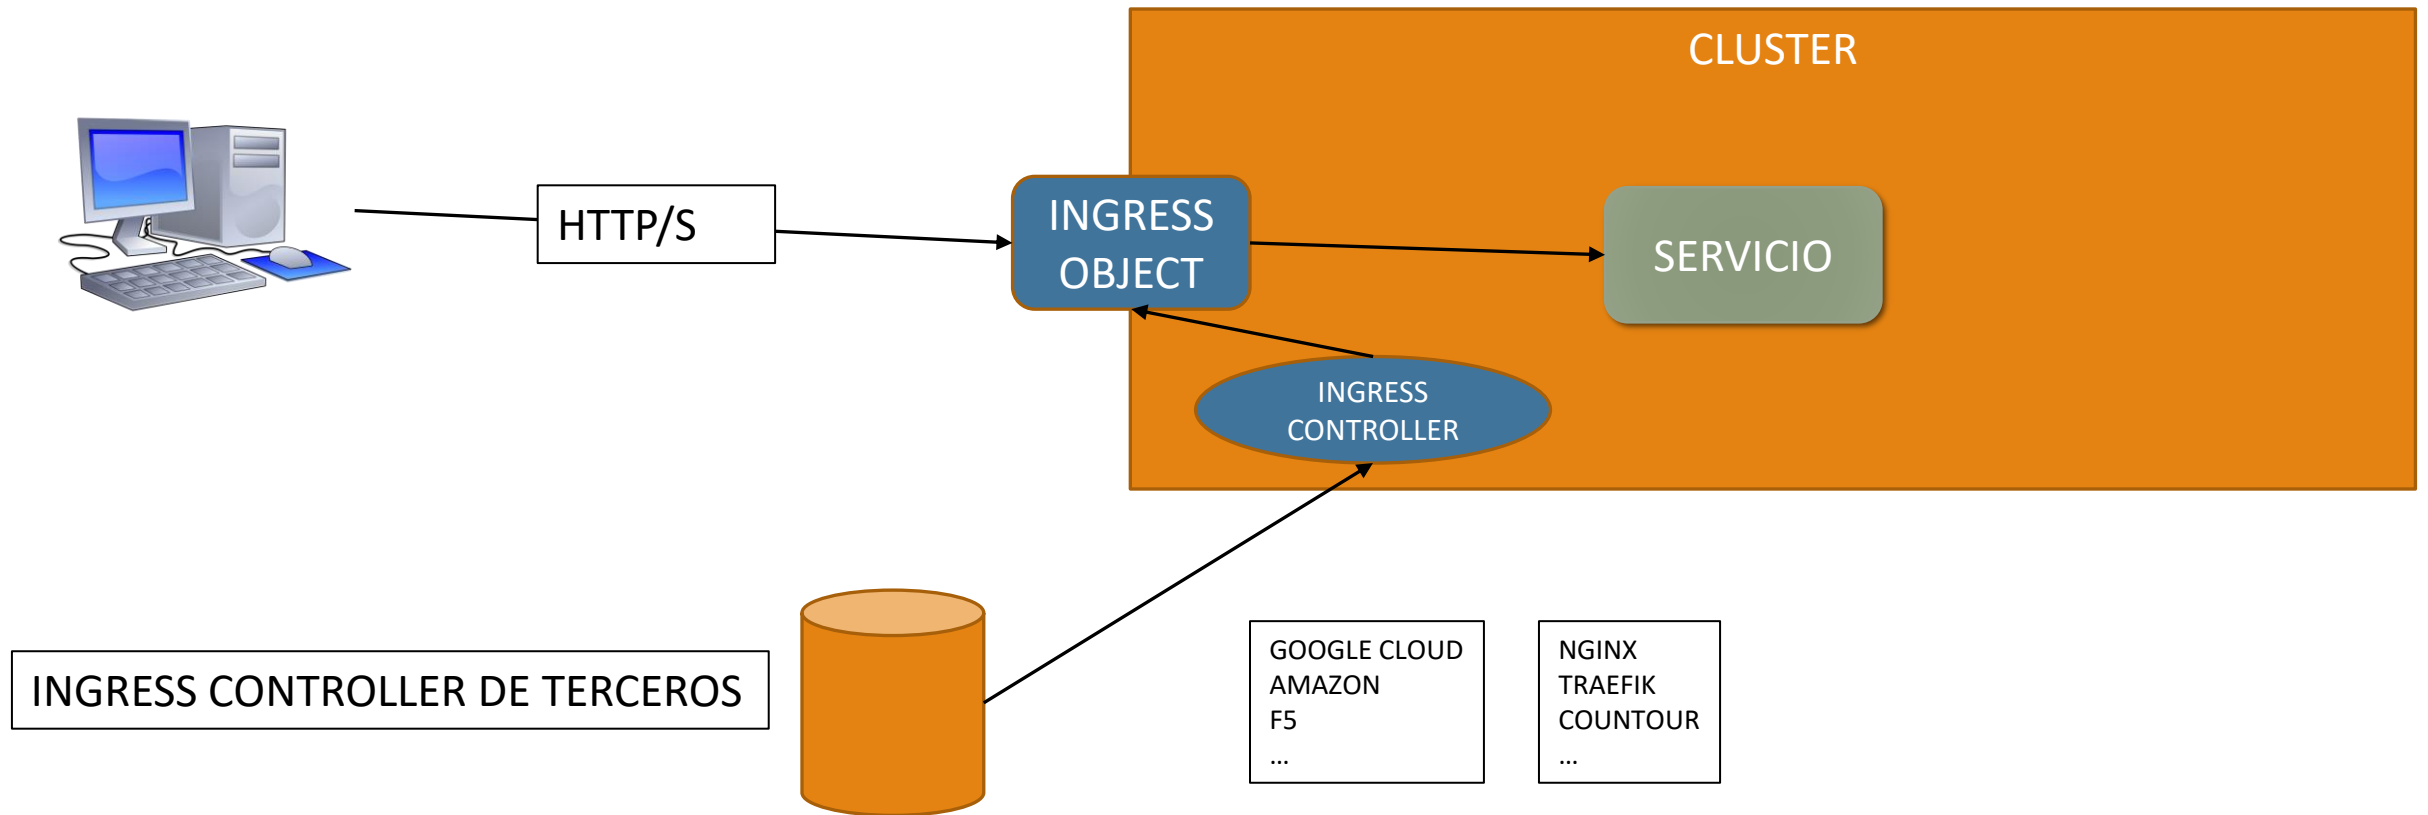 CLUSTER
HTTP/S
INGRESS
OBJECT
SERVICIO
INGRESS
CONTROLLER
INGRESS CONTROLLER DE TERCEROS
GOOGLE CLOUD
AMAZON
F5
...
NGINX
TRAEFIK
COUNTOUR
...